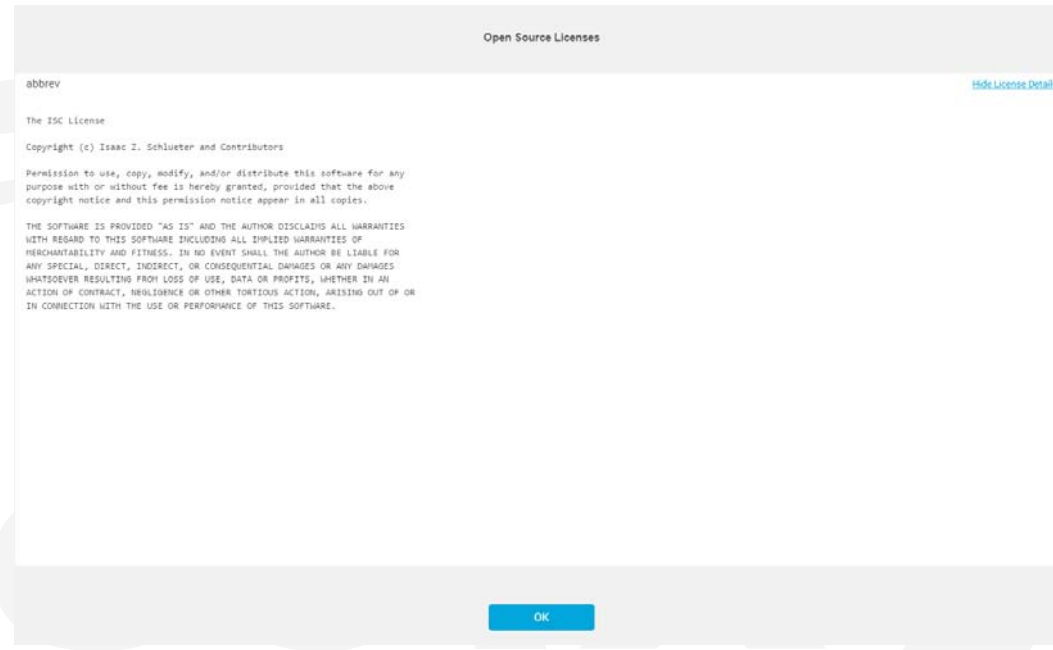 Open Source Licenses
abbrev
Hide License Detail
The ISC License
Copyright (c) Isaac Z. Schlueter and Contributors
Permission to use, copy, modify, and/or distribute this software for any
purpose with or without fee is hereby granted, provided that the above
copyright notice and this permission notice appear in all copies.
THE SOFTWARE IS PROVIDED "AS IS" AND THE AUTHOR DISCLAIMS ALL WARRANTIES
WITH REGARD TO THIS SOFTWARE INCLUDING ALL IMPLIED WARRANTIES OF
MERCHANTABILITY AND FITNESS. IN NO EVENT SHALL THE AUTHOR BE LIABLE FOR
ANY SPECIAL, DIRECT, INDIRECT, OR CONSEQUENTIAL DAMAGES OR ANY DAMAGES
WHATSOEVER RESULTING FROM LOSS OF USE, DATA OR PROFITS, WHETHER IN AN
ACTION OF CONTRACT, NEGLIGENCE OR OTHER TORTIOUS ACTION, ARISING OUT OF OR
IN CONNECTION WITH THE USE OR PERFORMANCE OF THIS SOFTWARE.
OK